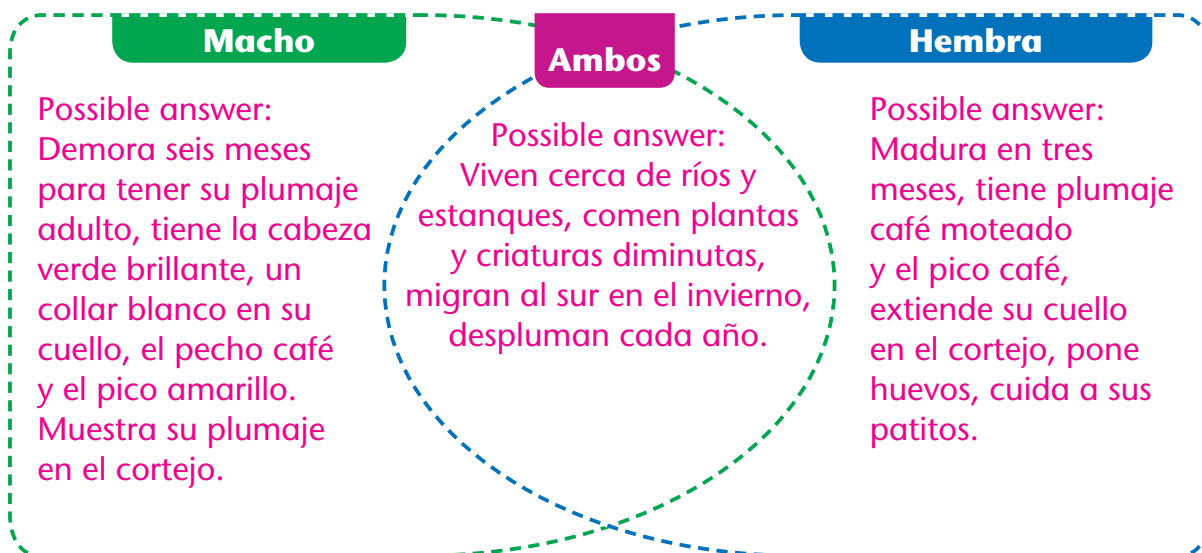 Macho
Possible answer:
Demora seis meses
para tener su plumaje
adulto, tiene la cabeza
verde brillante, un
collar blanco en su
cuello, el pecho café
y el pico amarillo.
Muestra su plumaje
en el cortejo.
Ambos
Possible answer:
Viven cerca de ríos y
estanques, comen plantas
y criaturas diminutas,
migran al sur en el invierno,
despluman cada año.
Hembra
Possible answer:
Madura en tres
meses, tiene plumaje
café moteado
y el pico café,
extiende su cuello
en el cortejo, pone
huevos, cuida a sus
patitos.